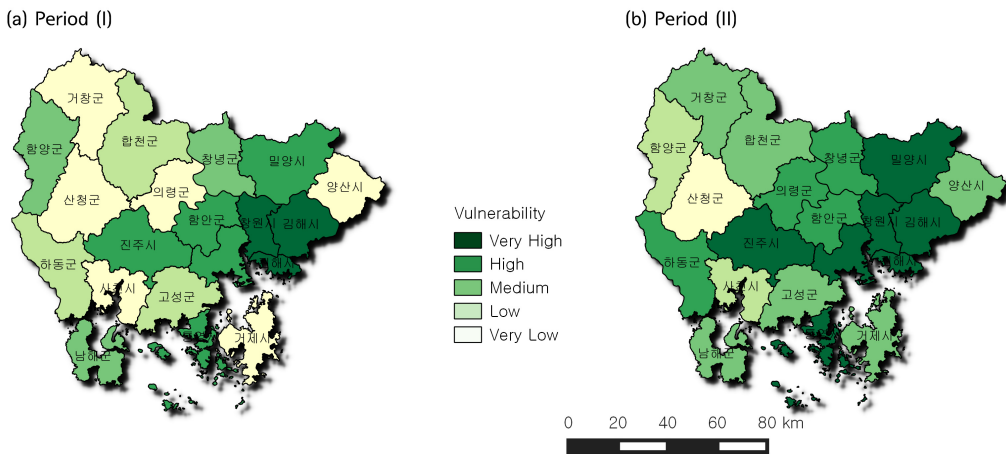 (a) Period (I)
거창군
합천군
함양군
창녕군
밀양시
양산시
산청군
의령군
함안군
창원시
김해시
진주시
하동군
고성군
거제시
남해군
Vulnerability
Very High
High
Medium
Low
Very Low
(b) Period (II)
거창군
합천군
함양군
창녕군
밀양시
양산시
산청군
의령군
함안군
창원시
김해시
진주시
하동군
고성군
거제시
남해군
0 20 40 60 80 km